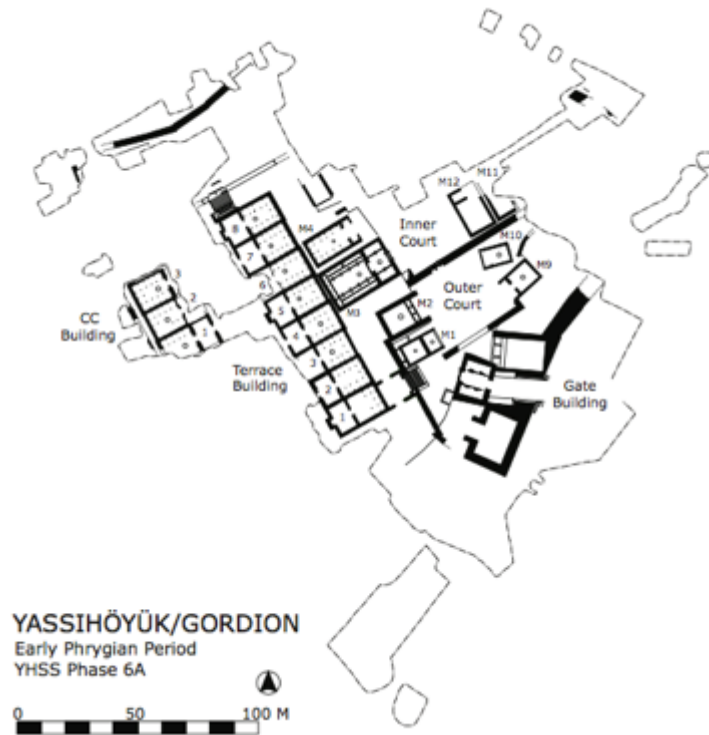 M12
M11
Inner
Court
M4
M10
M9
Outer
Court
M3
M2
M1
8
7
6
5
4
3
2
1
CC
Building
3
2
1
Terrace
Building
Gate
Building
YASSIHÖYÜK/GORDION
Early Phrygian Period
YHSS Phase 6A
0 50 100 M